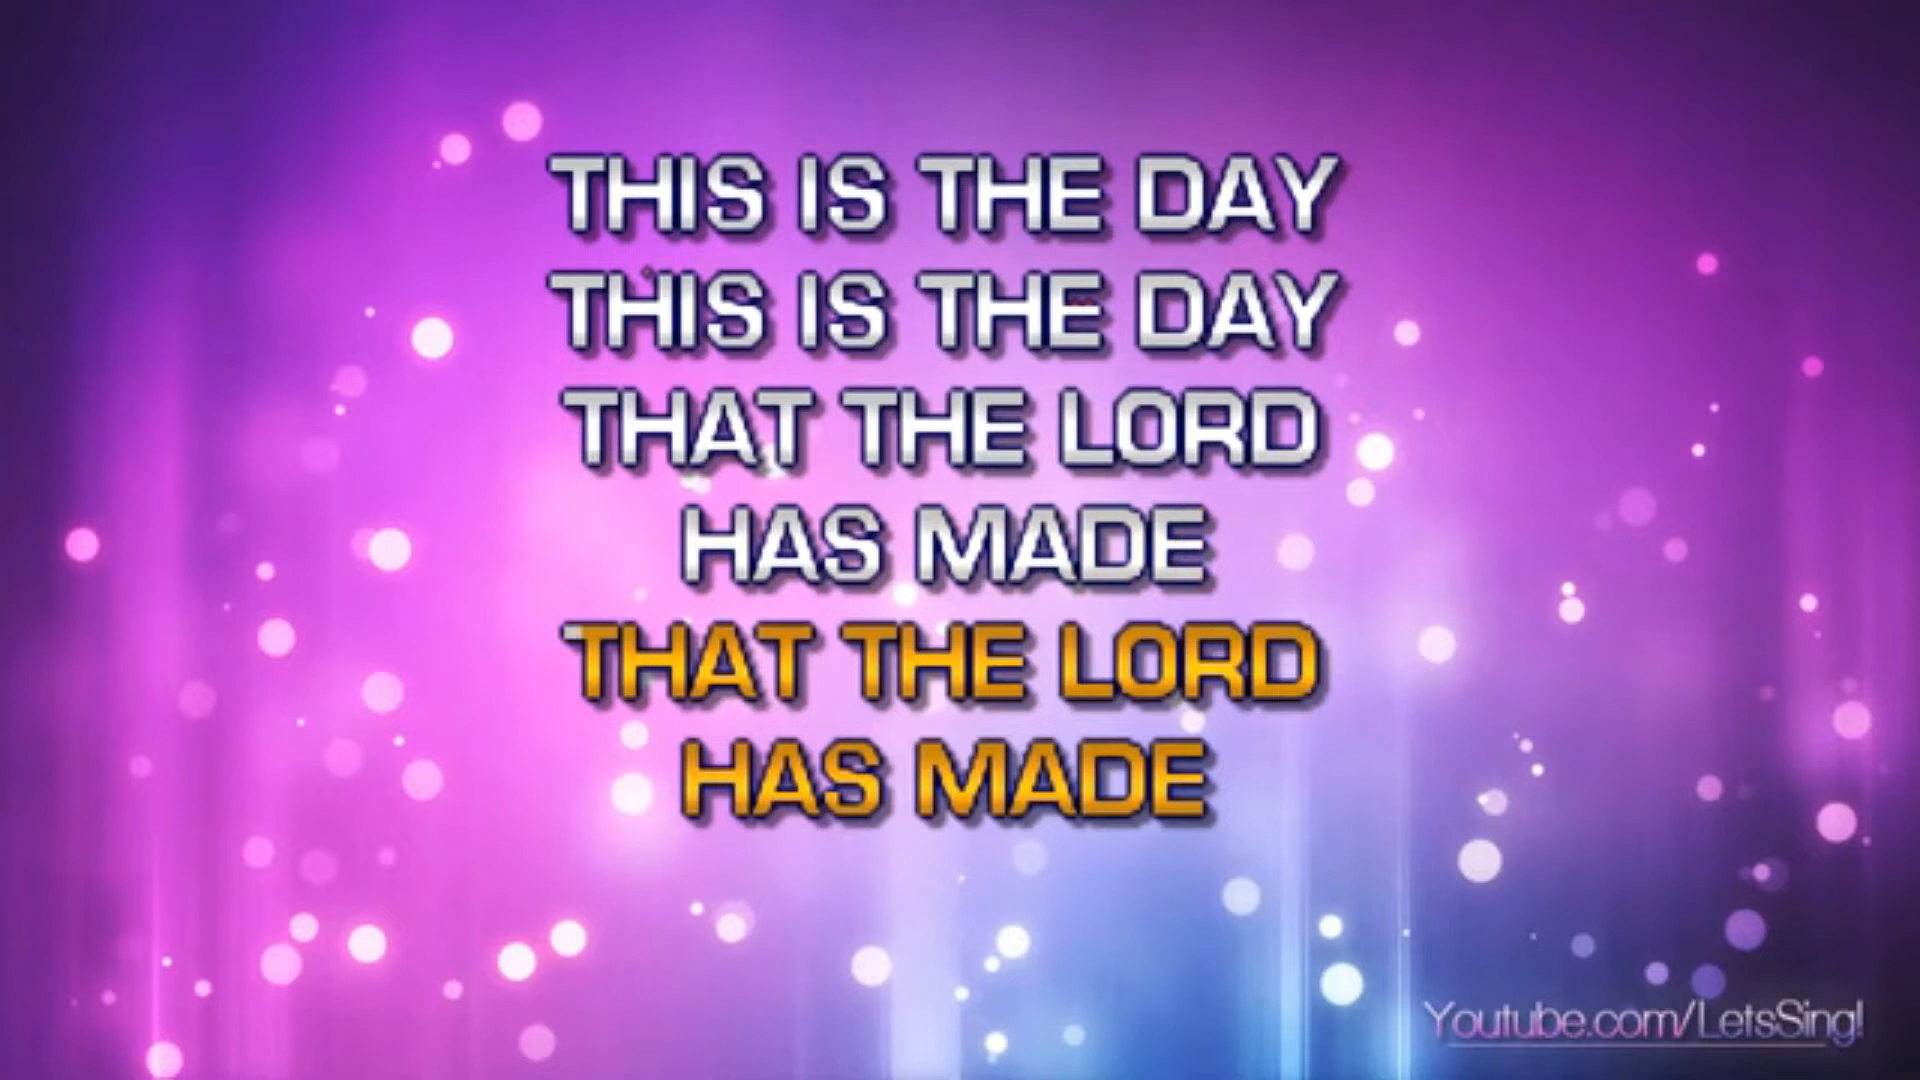 THIS IS THE DAY
THIS IS THE DAY
THAT THE LORD
HAS MADE
THAT THE LORD
HAS MADE
Youtube.com/LetsSing!